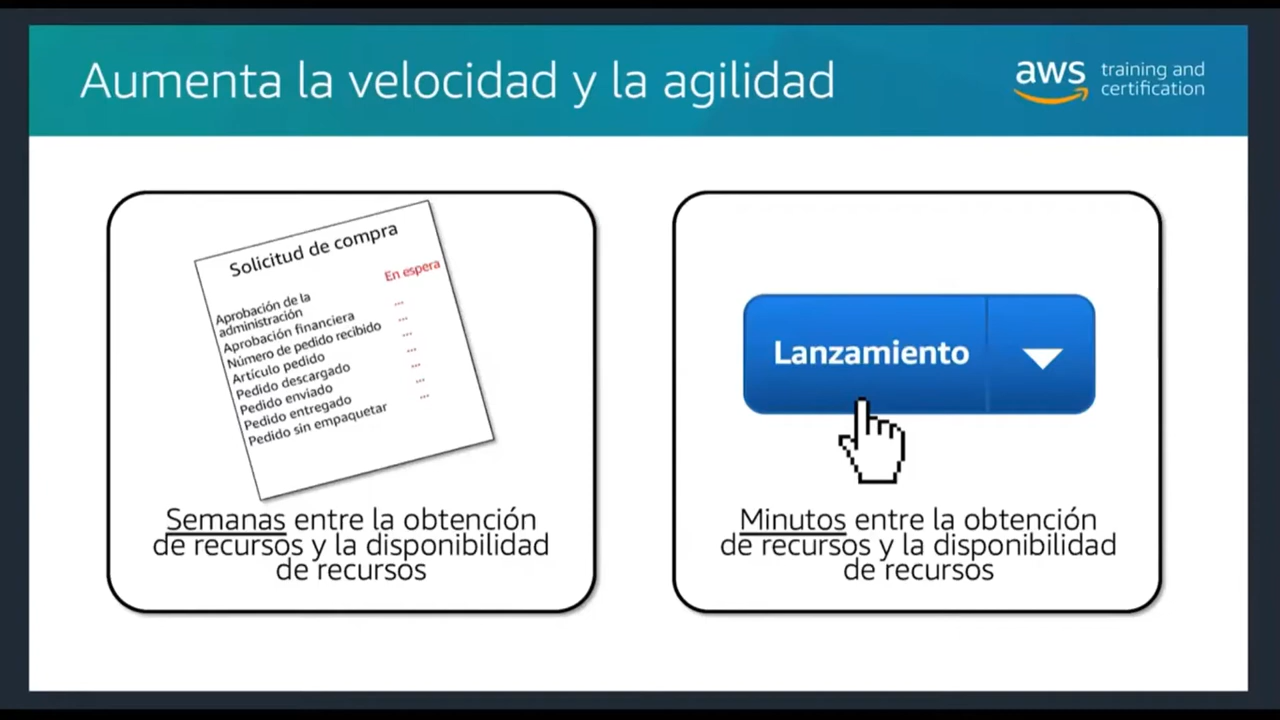 Aumenta la velocidad y la agilidad
aws training and
certification
Solicitud de compra
En espera
Aprobación de la
administración ...
Aprobación financiera ...
Número de pedido recibido ...
Artículo pedido ...
Pedido descargado ...
Pedido enviado ...
Pedido entregado ...
Pedido sin empaquetar
Semanas entre la obtención
de recursos y la disponibilidad
de recursos
Lanzamiento
Minutos entre la obtención
de recursos y la disponibilidad
de recursos